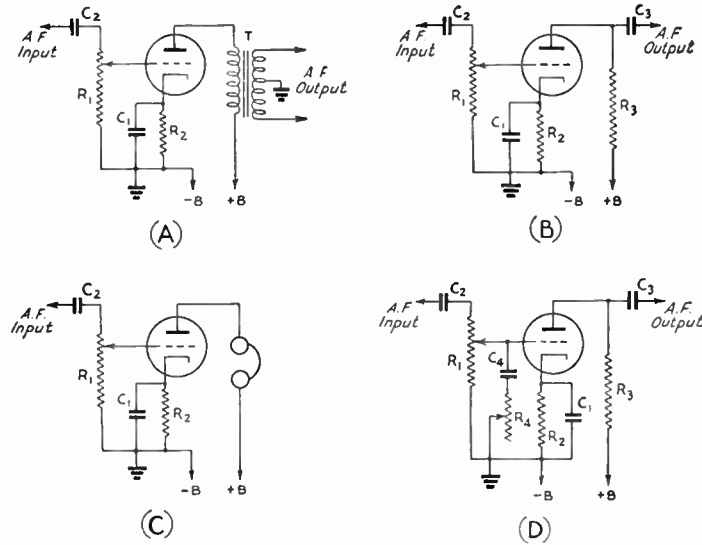 C2
A.F. Input
R1
C1
R2
T
A.F. Output
-B
+B
(A)
C2
A.F. Input
R1
C1
R2
C3
A.F. Output
R3
-B
+B
(B)
C2
A.F. Input
R1
C1
R2
-B
+B
(C)
C2
A.F. Input
R1
C4
R4
R2
C1
C3
A.F. Output
R3
-B
+B
(D)